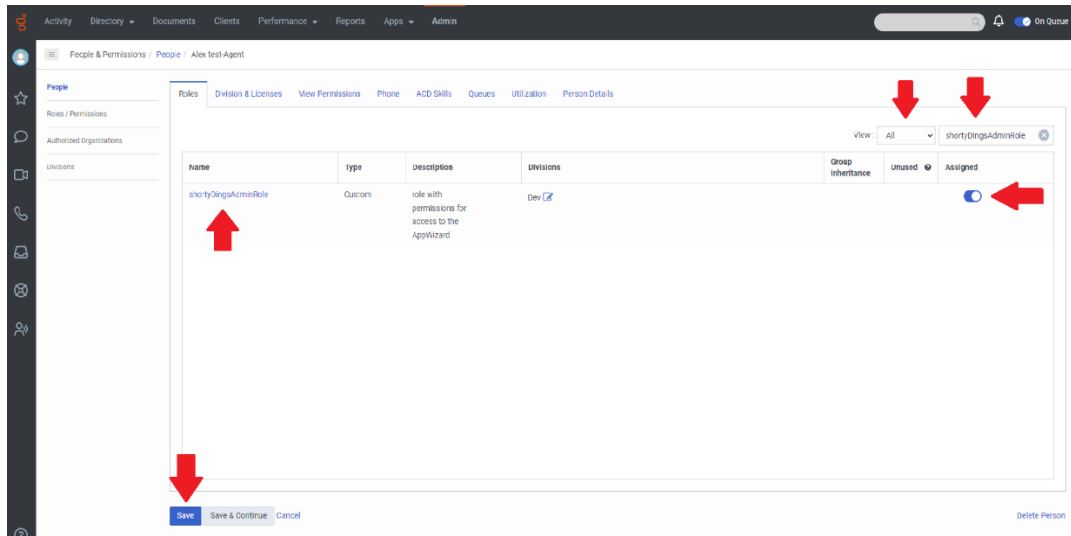 Activity Directory Documents Clients Performance Reports Apps Admin On Queue
People & Permissions / People / Alex test-Agent
People
Roles / Permissions
Authorized Organizations
Divisions
Roles Division & Licenses View Permissions Phone ACD Skills Queues Utilization Person Details
View: All shortyDingsAdminRole
Name Type Description Divisions Group Inheritance Unused Assigned
shortyDingsAdminRole Custom role with Dev
permissions for
access to the
AppWizard
Save Save & Continue Cancel Delete Person